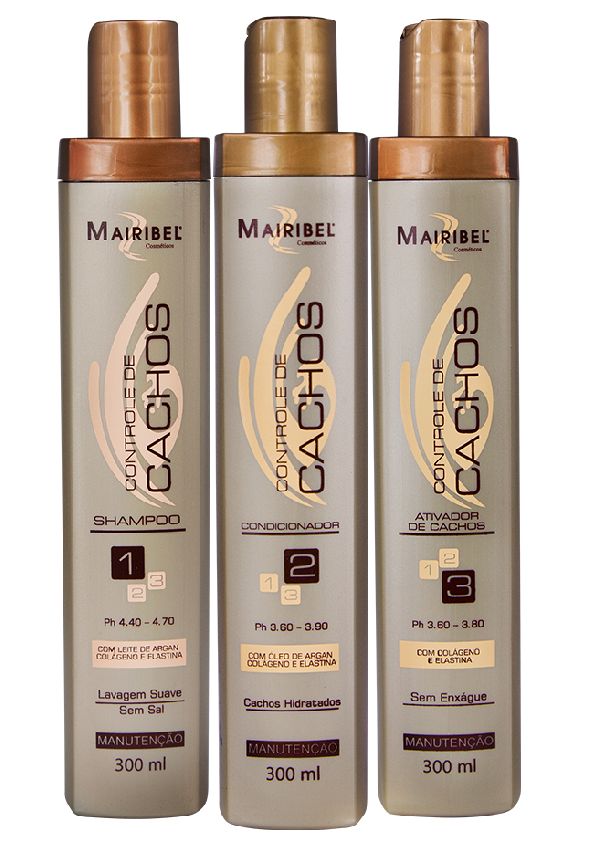 MAIRIBEL®
Cosméticos
CONTROLE DE
CACHOS
SHAMPOO
1
2 3
Ph 4.40 - 4.70
COM LEITE DE ARGAN
COLÁGENO E ELASTINA
Lavagem Suave
Sem Sal
MANUTENÇÃO
300 ml
MAIRIBEL®
Cosméticos
CONTROLE DE
CACHOS
CONDICIONADOR
2
1 3
Ph 3.60 - 3.90
COM ÓLEO DE ARGAN
COLÁGENO E ELASTINA
Cachos Hidratados
MANUTENÇÃO
300 ml
MAIRIBEL®
Cosméticos
CONTROLE DE
CACHOS
ATIVADOR
DE CACHOS
1 2
3
Ph 3.60 - 3.80
COM COLÁGENO
E ELASTINA
Sem Enxágue
MANUTENÇÃO
300 ml